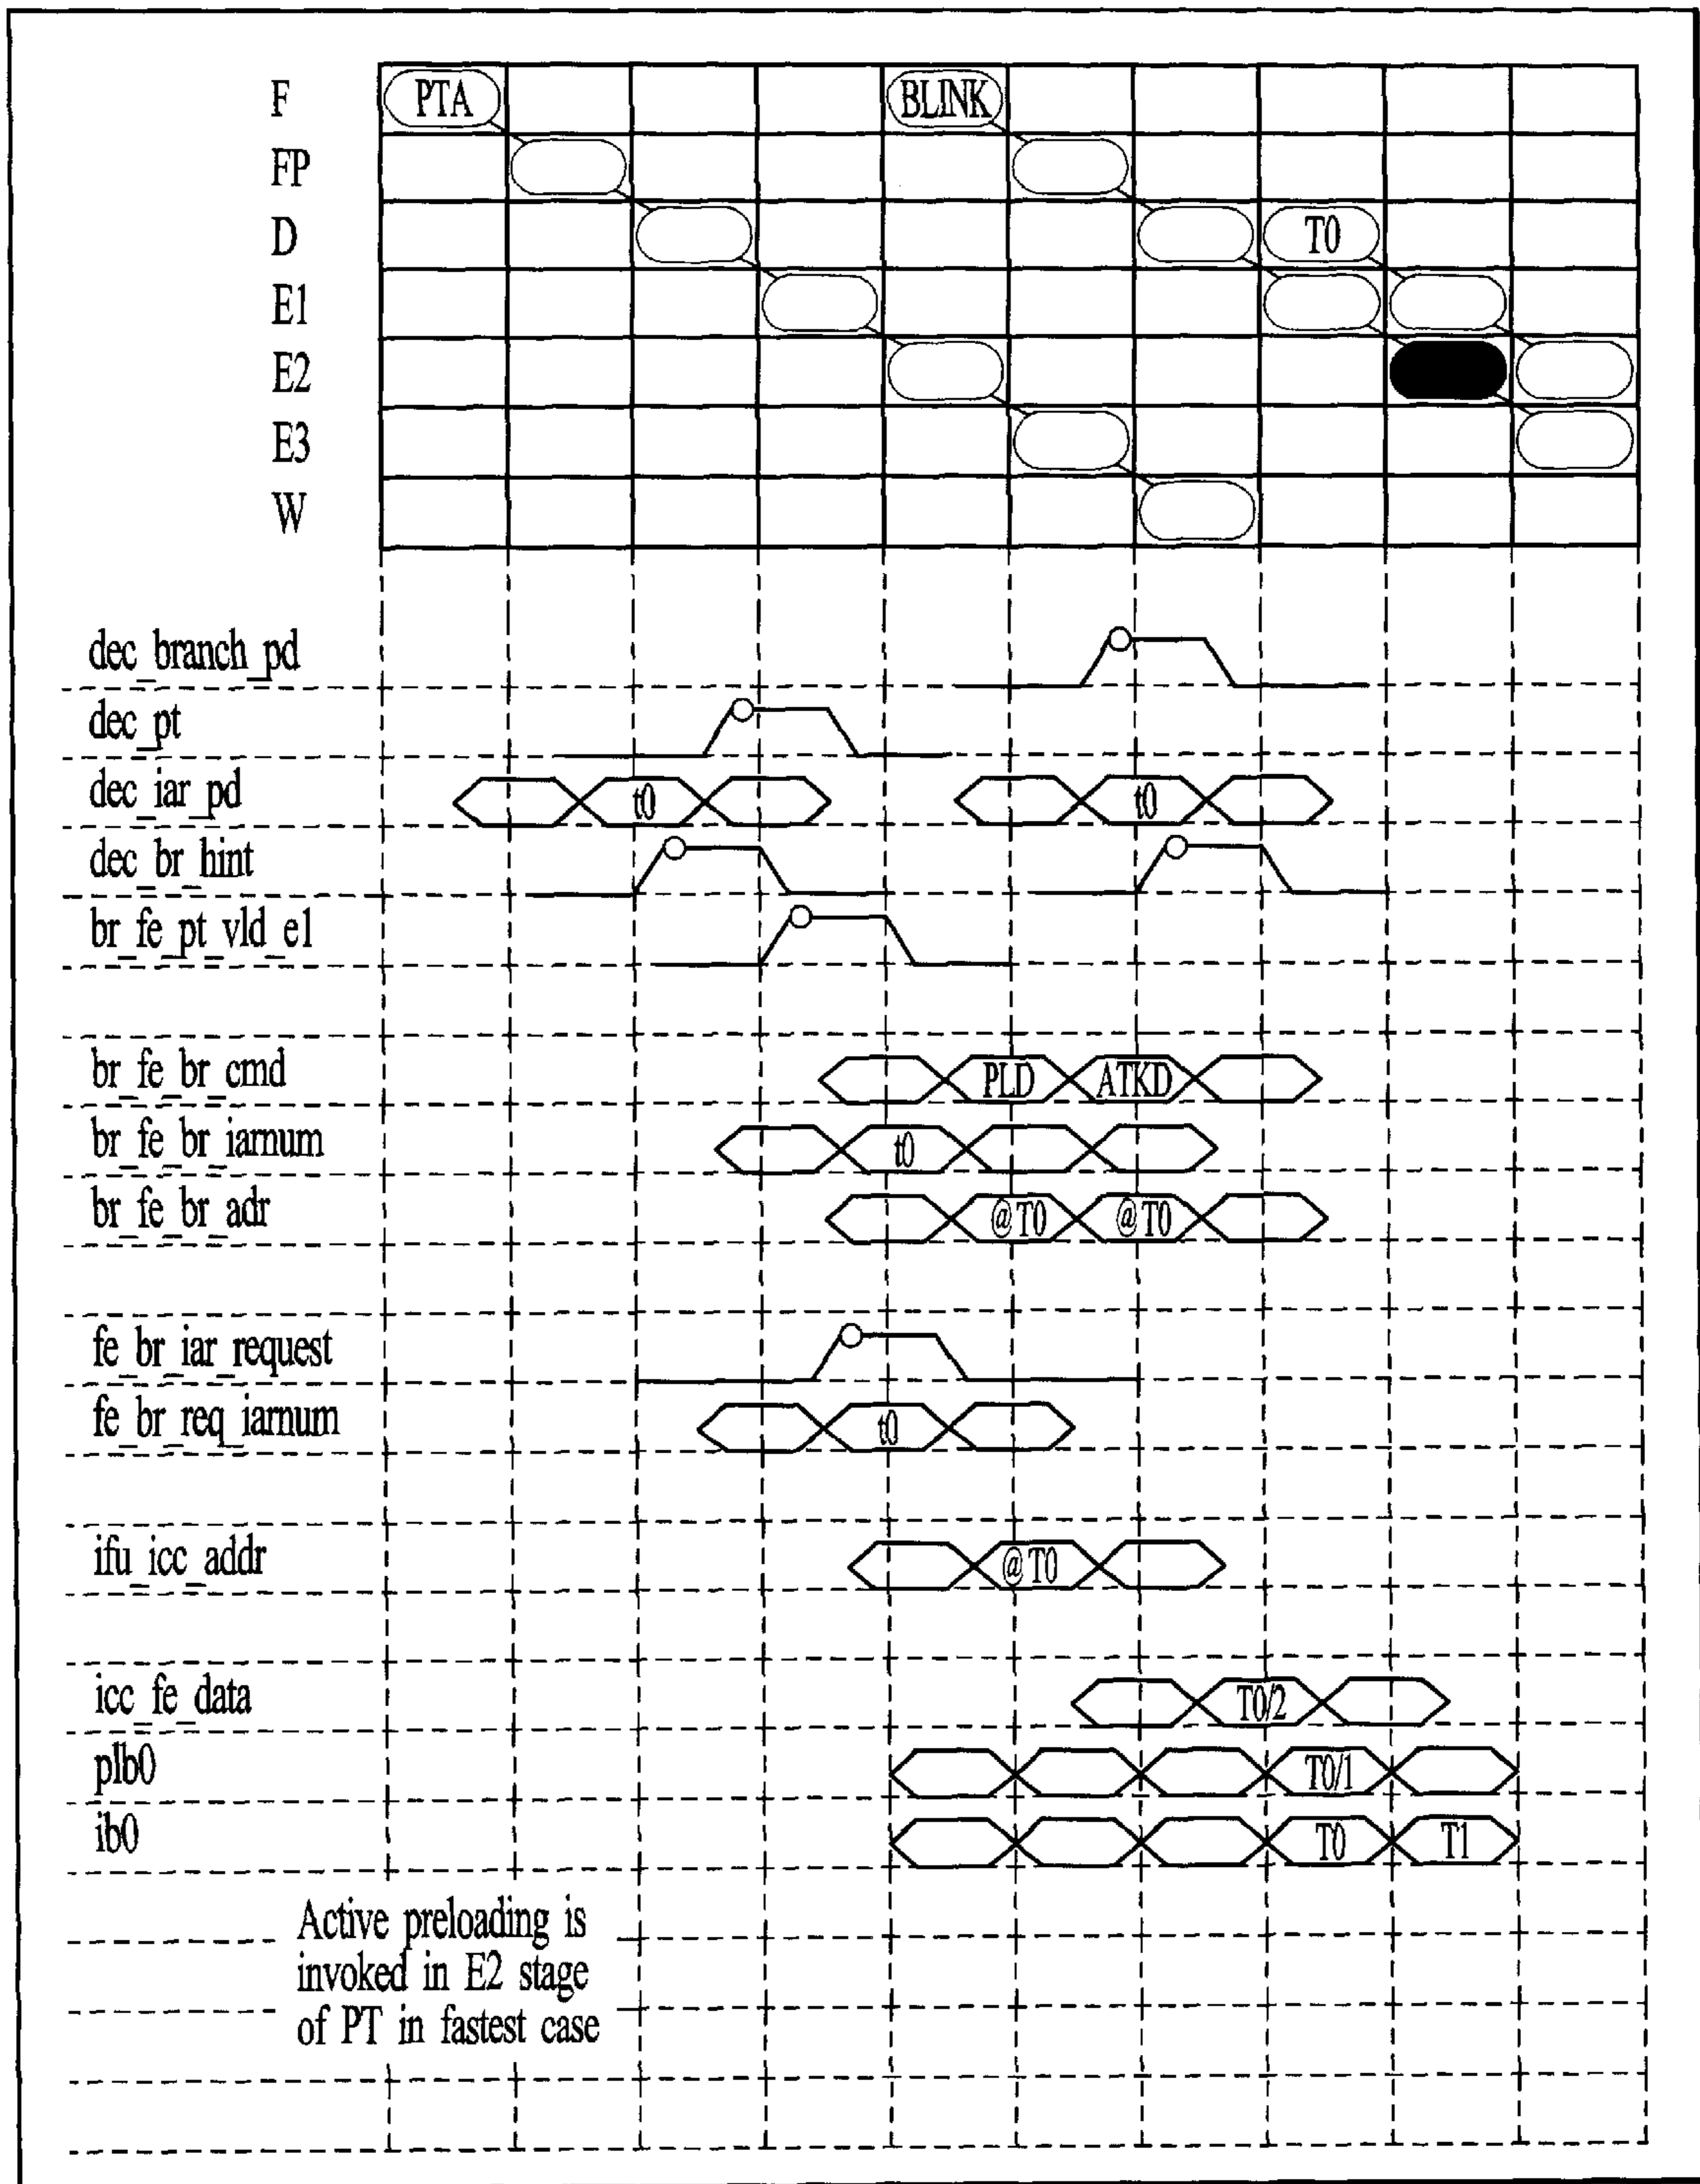 F PTA BLINK
FP
D T0
E1
E2
E3
W
dec_branch_pd
dec_pt
dec_iar_pd t0 t0
dec_br_hint
br_fe_pt_vld_e1
br_fe_br_cmd PLD ATKD
br_fe_br_iarnum t0
br_fe_br_adr @T0 @T0
fe_br_iar_request
fe_br_req_iarnum t0
ifu_icc_addr @T0
icc_fe_data T0/2
plb0 T0/1
ib0 T0 T1
Active preloading is
invoked in E2 stage
of PT in fastest case